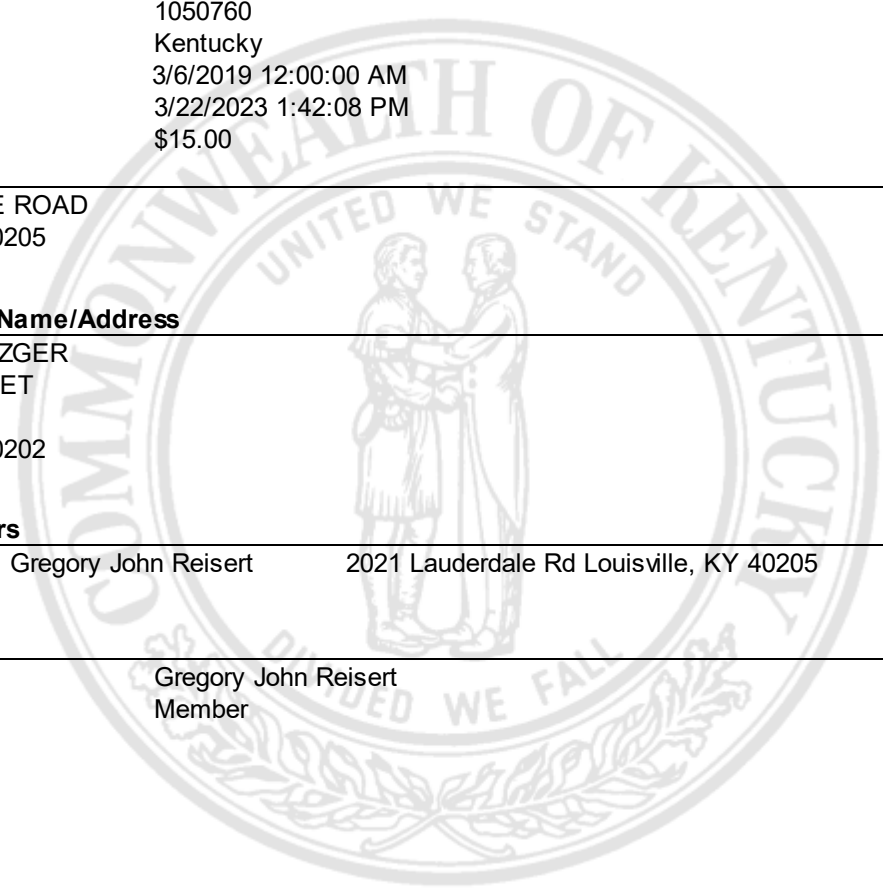 1050760
Kentucky
3/6/2019 12:00:00 AM
3/22/2023 1:42:08 PM
$15.00
E ROAD
0205
Name/Address
ZGER
ET
0202
rs
Gregory John Reisert 2021 Lauderdale Rd Louisville, KY 40205
Gregory John Reisert
Member
COMMONWEALTH OF KENTUCKY
UNITED WE STAND
DIVIDED WE FALL